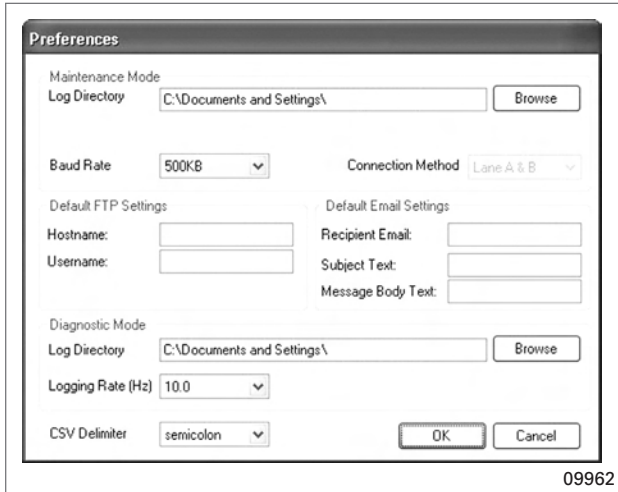 Preferences
Maintenance Mode
Log Directory C:\Documents and Settings\ Browse
Baud Rate 500KB Connection Method Lane A & B
Default FTP Settings Default Email Settings
Hostname: Recipient Email:
Username: Subject Text:
Message Body Text:
Diagnostic Mode
Log Directory C:\Documents and Settings\ Browse
Logging Rate (Hz) 10.0
CSV Delimiter semicolon OK Cancel
09962